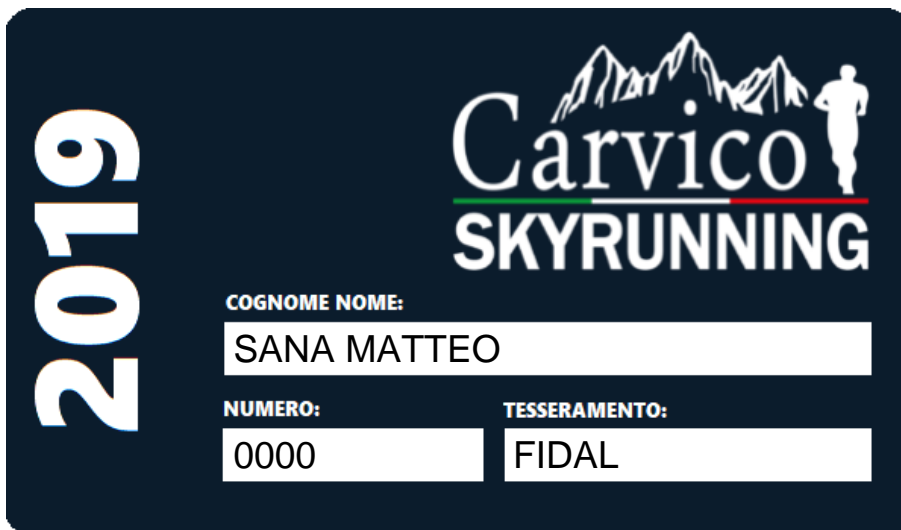 2019
Carvico
SKYRUNNING
COGNOME NOME:
SANA MATTEO
NUMERO:
0000
TESSERAMENTO:
FIDAL